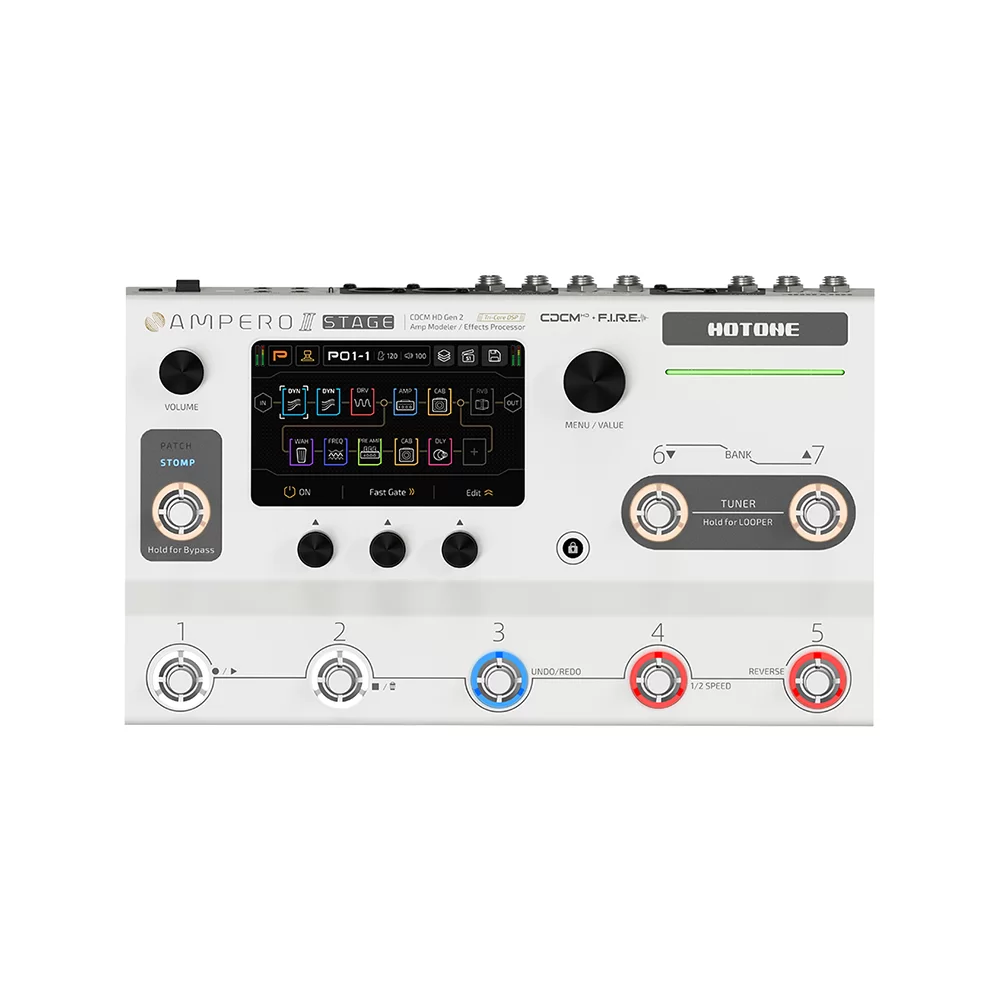 AMPERO II STAGE
CDCM HD Gen 2
Amp Modeler / Effects Processor
Tri-Core DSP
CDCM HD + F.I.R.E.
HOTONE
P P01-1 120 100
VOLUME
MENU / VALUE
IN DYN DYN DRV AMP CAB RVB OUT
WAH FREQ PRE AMP CAB DLY +
ON Fast Gate Edit
PATCH
STOMP
Hold for Bypass
6▼ BANK ▲7
TUNER
Hold for LOOPER
1 2 3 4 5
● / ▶ ■ / UNDO/REDO 1/2 SPEED REVERSE